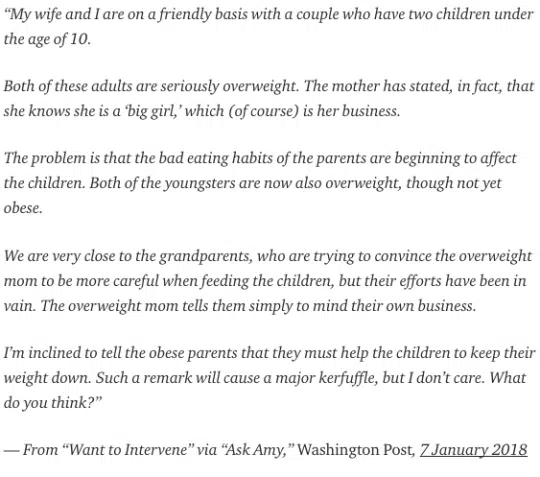 “My wife and I are on a friendly basis with a couple who have two children under
the age of 10.
Both of these adults are seriously overweight. The mother has stated, in fact, that
she knows she is a ‘big girl,’ which (of course) is her business.
The problem is that the bad eating habits of the parents are beginning to affect
the children. Both of the youngsters are now also overweight, though not yet
obese.
We are very close to the grandparents, who are trying to convince the overweight
mom to be more careful when feeding the children, but their efforts have been in
vain. The overweight mom tells them simply to mind their own business.
I’m inclined to tell the obese parents that they must help the children to keep their
weight down. Such a remark will cause a major kerfuffle, but I don’t care. What
do you think?”
— From “Want to Intervene” via “Ask Amy,” Washington Post, 7 January 2018